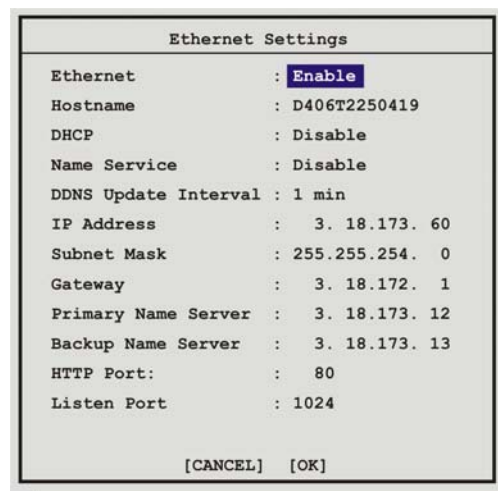 Ethernet Settings
Ethernet : Enable
Hostname : D406T2250419
DHCP : Disable
Name Service : Disable
DDNS Update Interval : 1 min
IP Address : 3. 18.173. 60
Subnet Mask : 255.255.254. 0
Gateway : 3. 18.172. 1
Primary Name Server : 3. 18.173. 12
Backup Name Server : 3. 18.173. 13
HTTP Port: : 80
Listen Port : 1024
[CANCEL] [OK]